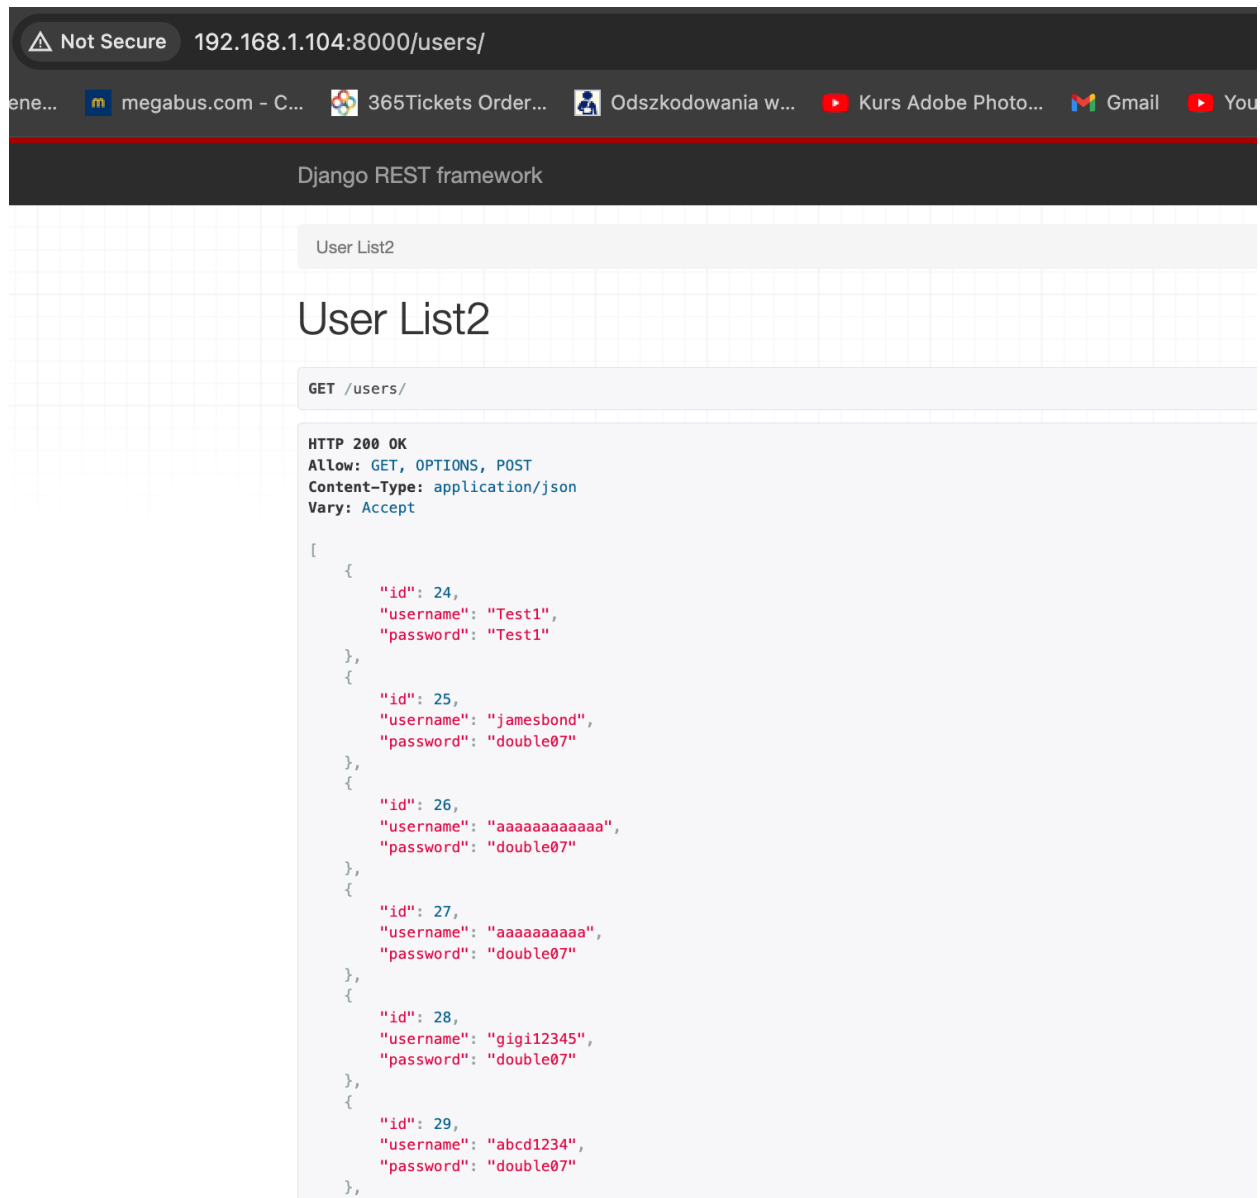 Not Secure 192.168.1.104:8000/users/
ene... m megabus.com - C... 365Tickets Order... Odszkodowania w... Kurs Adobe Photo... Gmail You
Django REST framework
User List2
User List2
GET /users/
HTTP 200 OK
Allow: GET, OPTIONS, POST
Content-Type: application/json
Vary: Accept
[
    {
        "id": 24,
        "username": "Test1",
        "password": "Test1"
    },
    {
        "id": 25,
        "username": "jamesbond",
        "password": "double07"
    },
    {
        "id": 26,
        "username": "aaaaaaaaaaaa",
        "password": "double07"
    },
    {
        "id": 27,
        "username": "aaaaaaaaaa",
        "password": "double07"
    },
    {
        "id": 28,
        "username": "gigi12345",
        "password": "double07"
    },
    {
        "id": 29,
        "username": "abcd1234",
        "password": "double07"
    },